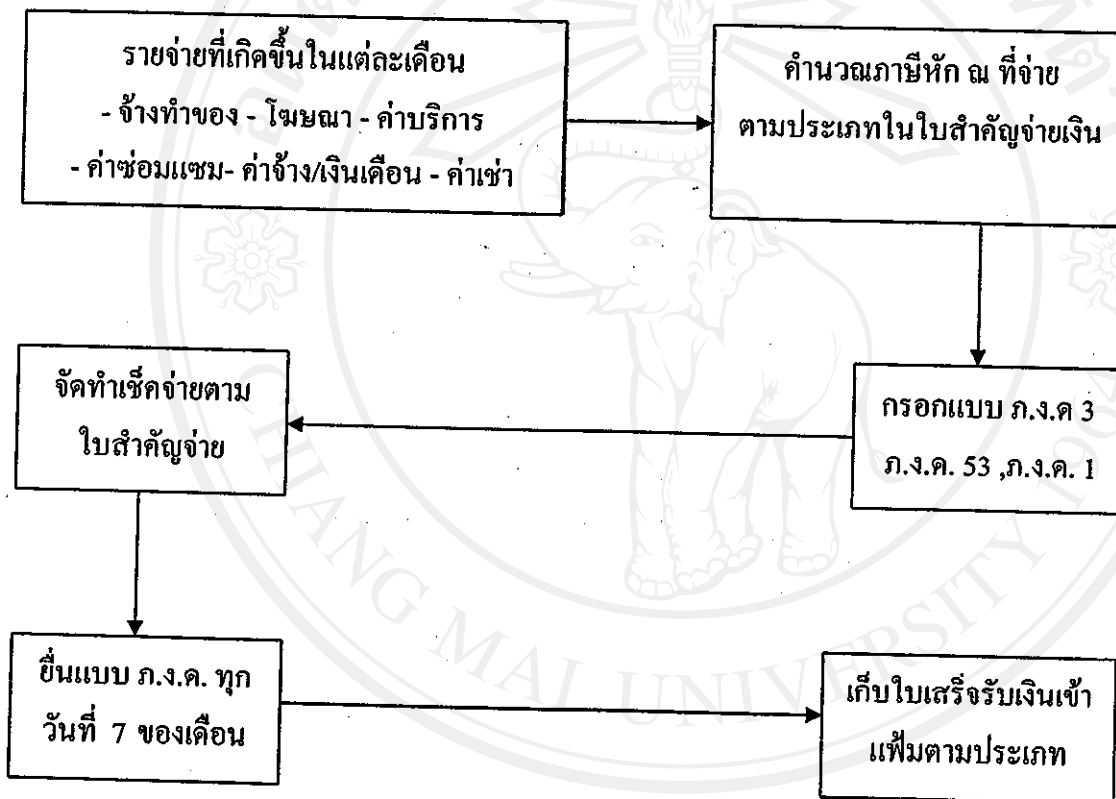 รายจ่ายที่เกิดขึ้นในแต่ละเดือน
- จ้างทำของ - โฆษณา - ค่าบริการ
- ค่าซ่อมแซม- ค่าจ้าง/เงินเดือน - ค่าเช่า
คำนวณภาษีหัก ณ ที่จ่าย
ตามประเภทในใบสำคัญจ่ายเงิน
กรอกแบบ ภ.ง.ด 3
ภ.ง.ด. 53 ,ภ.ง.ด. 1
จัดทำเช็คจ่ายตาม
ใบสำคัญจ่าย
ยื่นแบบ ภ.ง.ด. ทุก
วันที่ 7 ของเดือน
เก็บใบเสร็จรับเงินเข้า
แฟ้มตามประเภท
CHIANG MAI UNIVERSITY